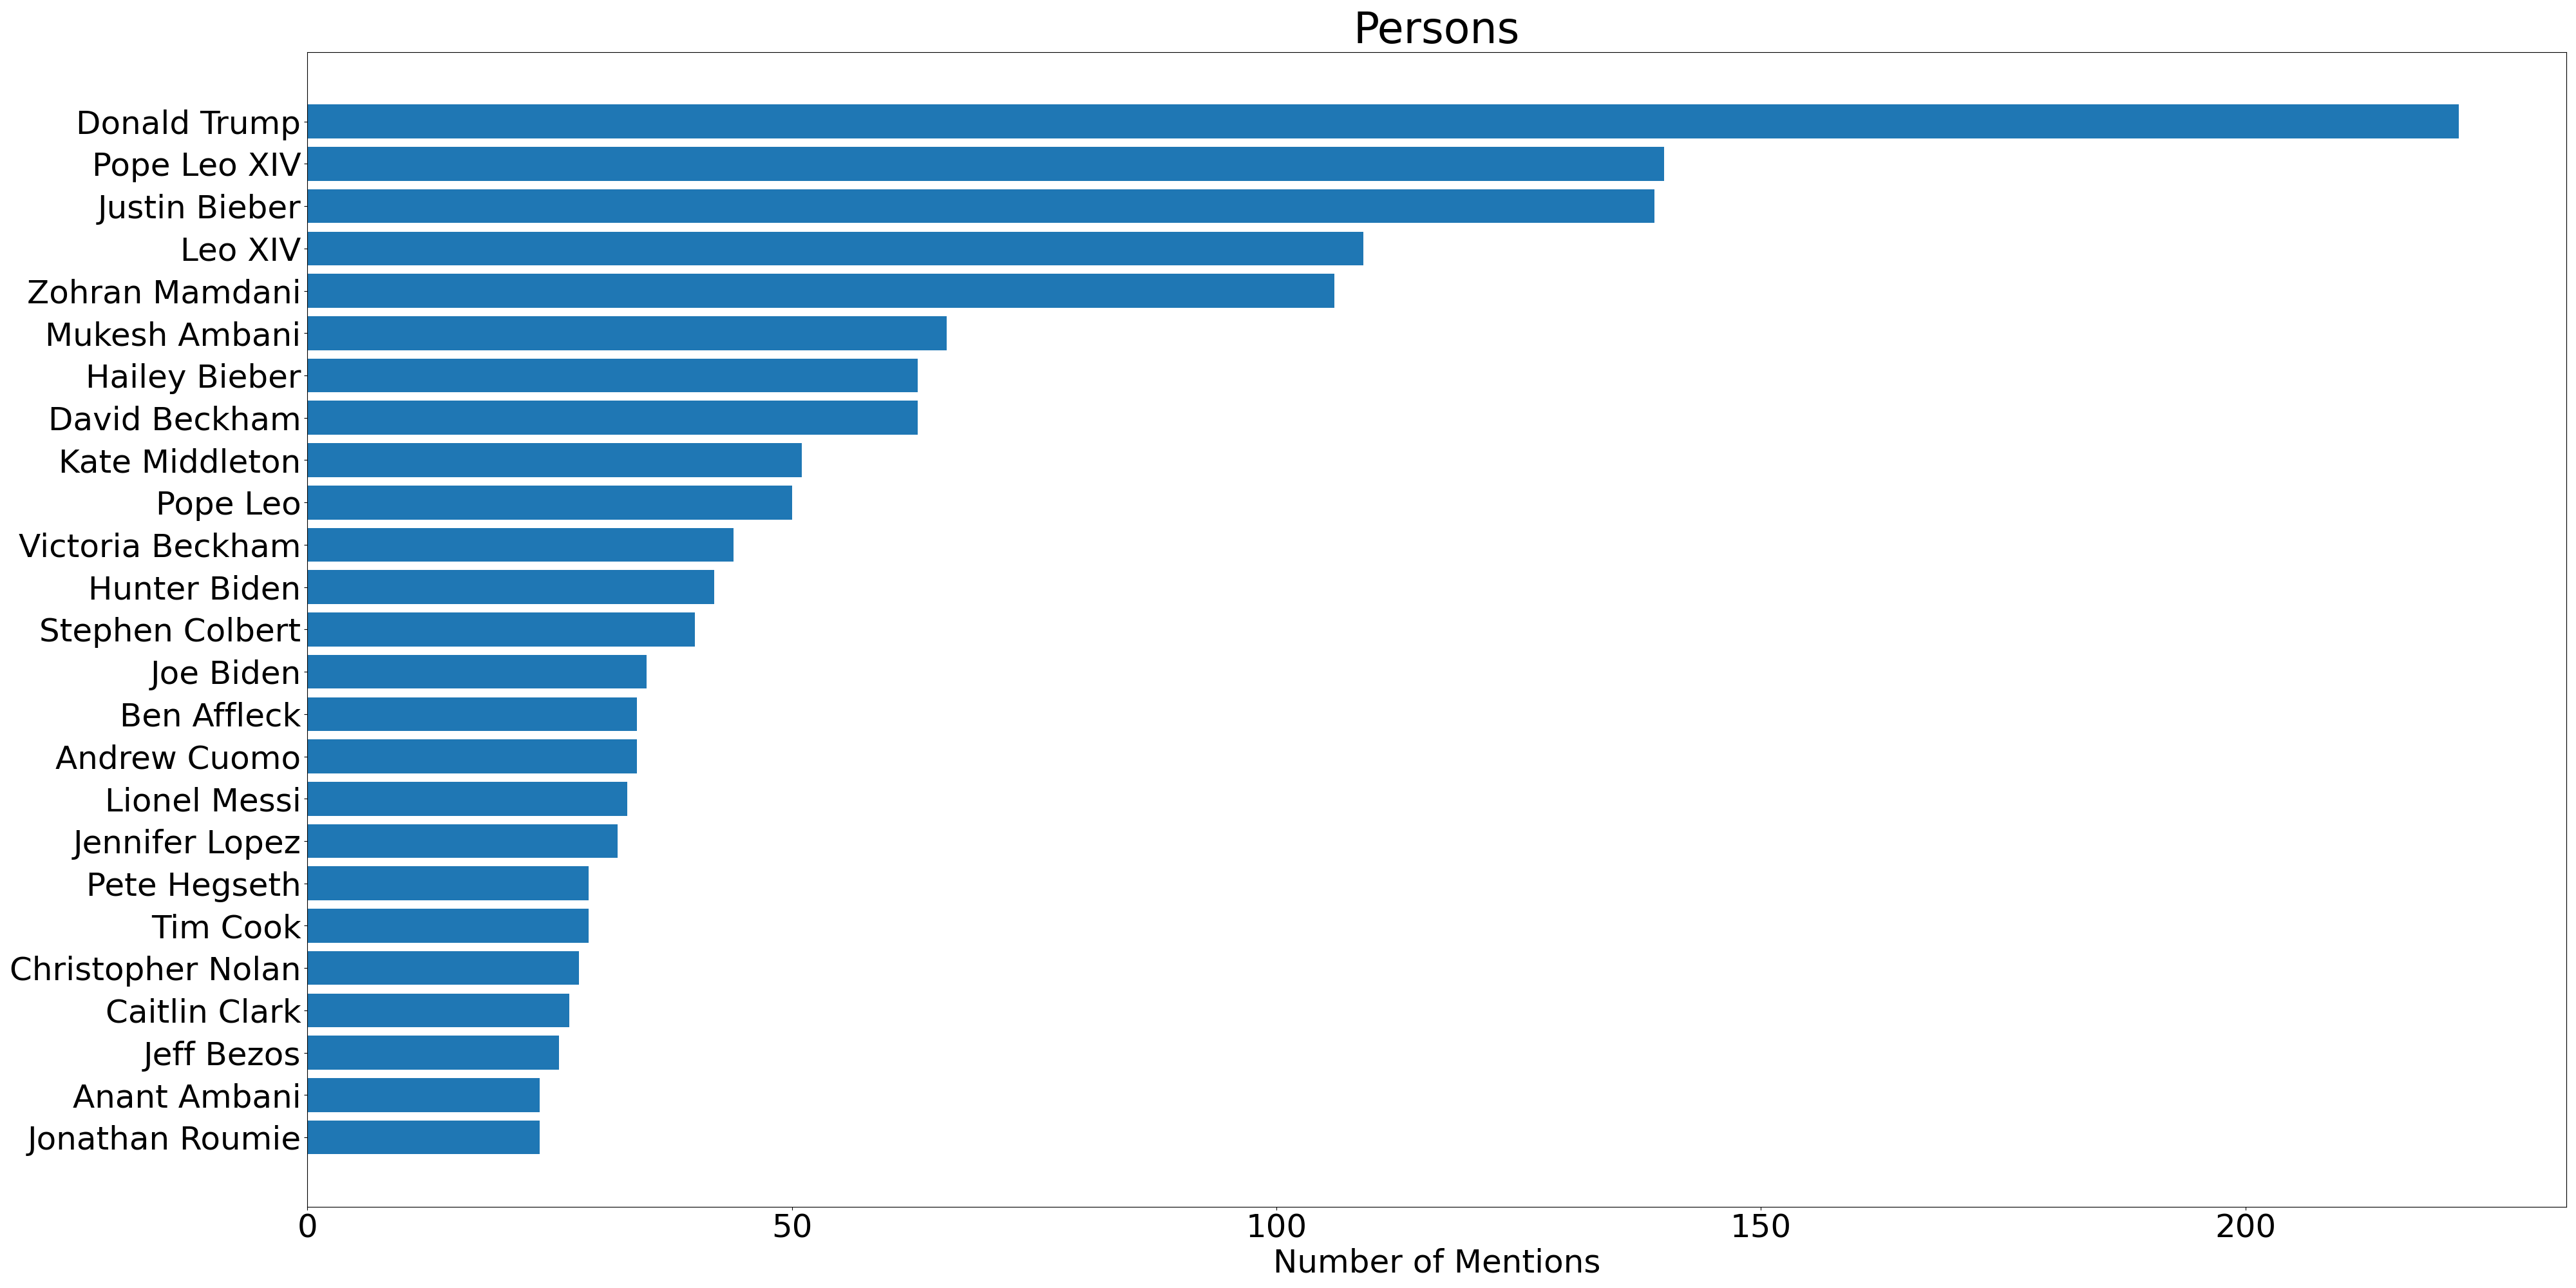 Persons
Donald Trump
Pope Leo XIV
Justin Bieber
Leo XIV
Zohran Mamdani
Mukesh Ambani
Hailey Bieber
David Beckham
Kate Middleton
Pope Leo
Victoria Beckham
Hunter Biden
Stephen Colbert
Joe Biden
Ben Affleck
Andrew Cuomo
Lionel Messi
Jennifer Lopez
Pete Hegseth
Tim Cook
Christopher Nolan
Caitlin Clark
Jeff Bezos
Anant Ambani
Jonathan Roumie
0 50 100 150 200
Number of Mentions